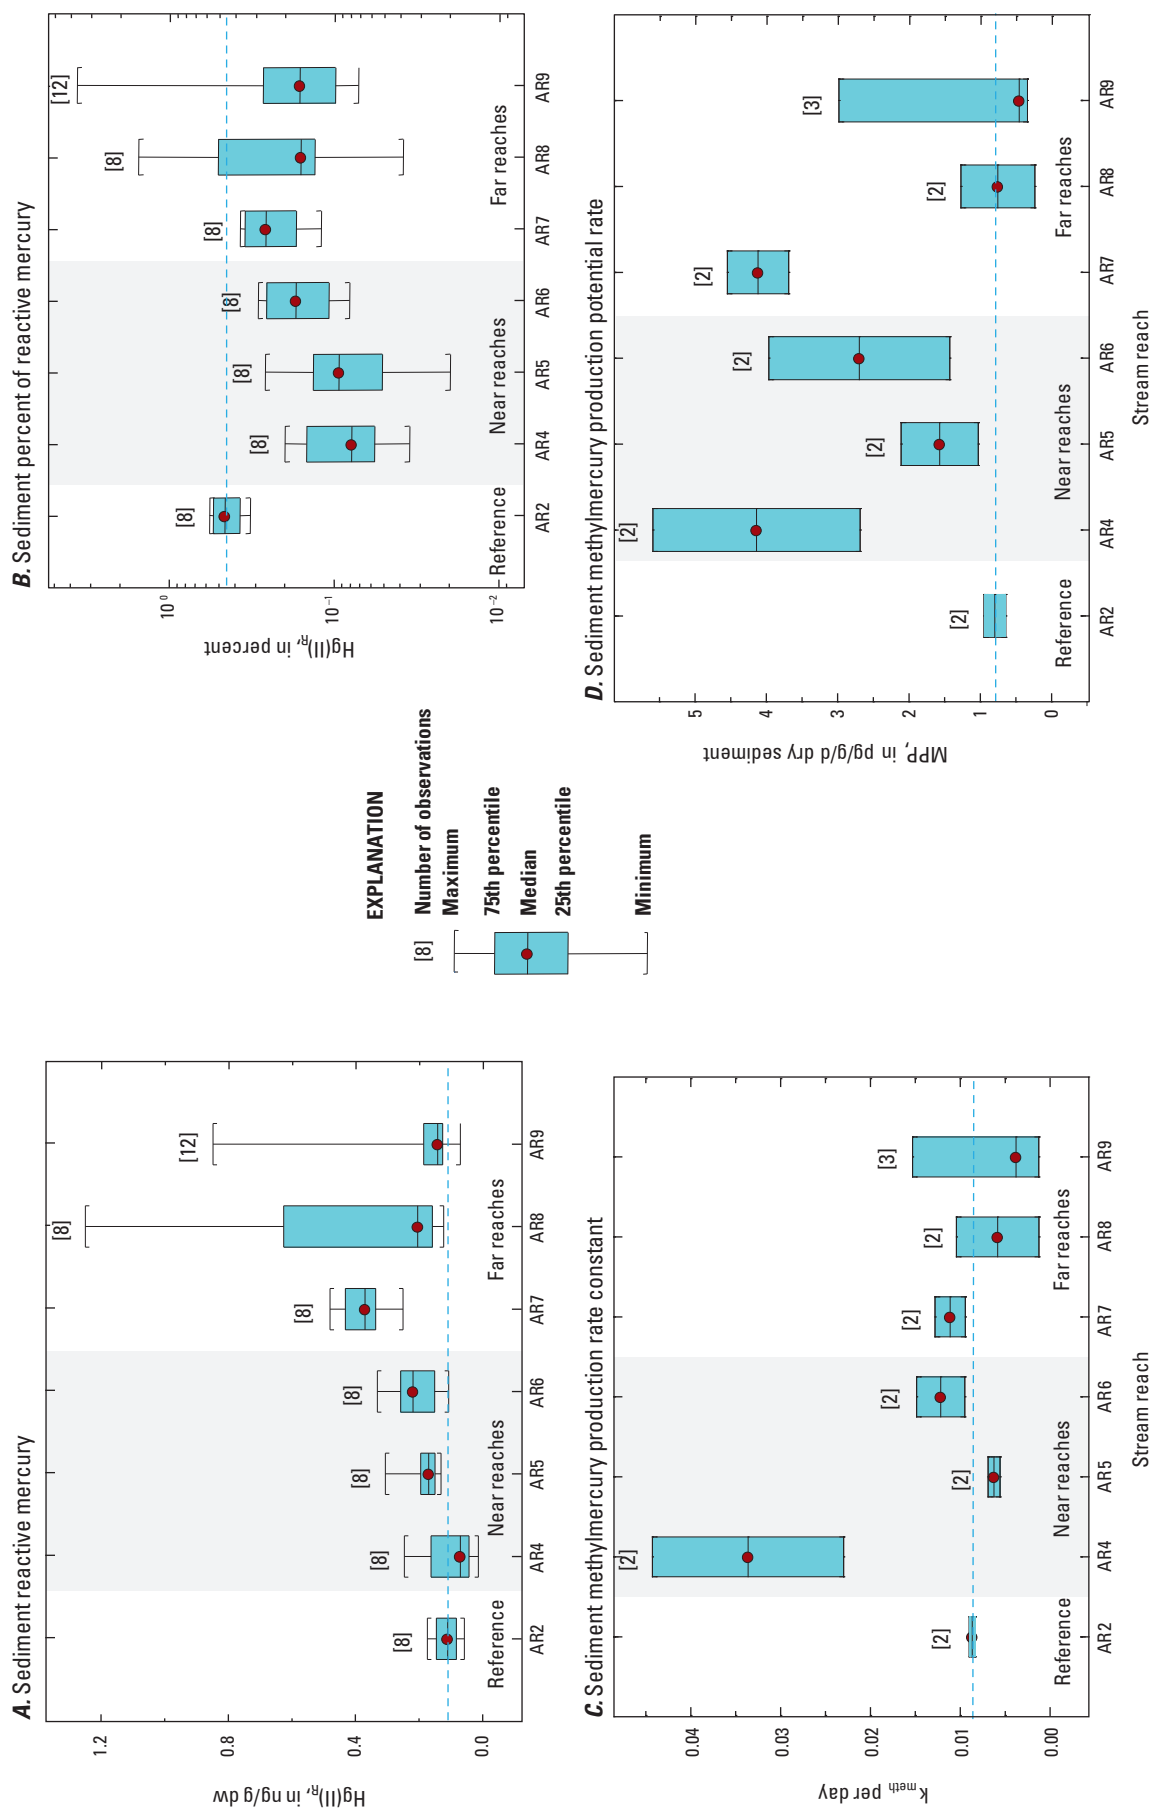 A. Sediment reactive mercury
Hg(II)R, in ng/g dw
1.2
0.8
0.4
0.0
[8]
[8]
[8]
[8]
[8]
[8]
[12]
Reference
Near reaches
Far reaches
AR2
AR4
AR5
AR6
AR7
AR8
AR9
EXPLANATION
[8]
Number of observations
Maximum
75th percentile
Median
25th percentile
Minimum
B. Sediment percent of reactive mercury
Hg(II)R, in percent
10⁰
10⁻¹
10⁻²
[8]
[8]
[8]
[8]
[8]
[8]
[12]
Reference
Near reaches
Far reaches
AR2
AR4
AR5
AR6
AR7
AR8
AR9
C. Sediment methylmercury production rate constant
kmeth per day
0.04
0.03
0.02
0.01
0.00
[2]
[2]
[2]
[2]
[2]
[2]
[3]
Reference
Near reaches
Far reaches
AR2
AR4
AR5
AR6
AR7
AR8
AR9
Stream reach
D. Sediment methylmercury production potential rate
MPP, in pg/g/d dry sediment
5
4
3
2
1
0
[2]
[2]
[2]
[2]
[2]
[2]
[3]
Reference
Near reaches
Far reaches
AR2
AR4
AR5
AR6
AR7
AR8
AR9
Stream reach